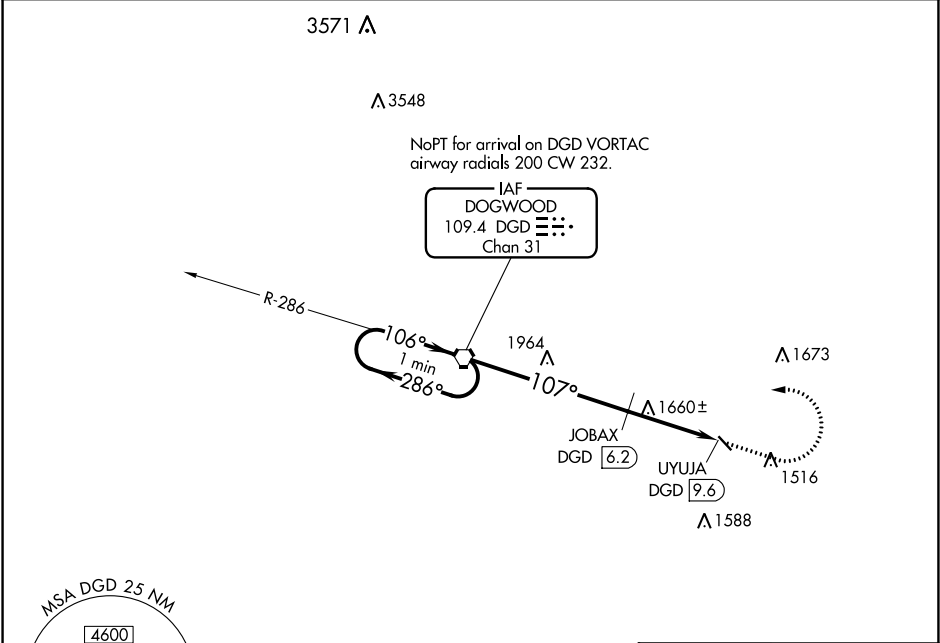 3571
3548
NoPT for arrival on DGD VORTAC
airway radials 200 CW 232.
IAF
DOGWOOD
109.4 DGD
Chan 31
R-286
106°
1 min
286°
1964
107°
1673
1660±
JOBAX
DGD 6.2
UYUJA
DGD 9.6
1516
1588
MSA DGD 25 NM
4600